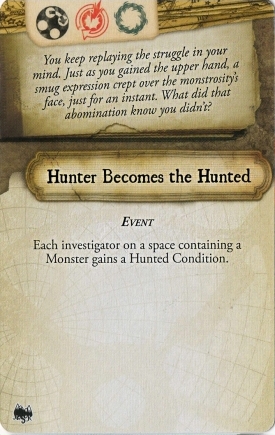 You keep replaying the struggle in your
mind. Just as you gained the upper hand, a
smug expression crept over the monstrosity's
face, just for an instant. What did that
abomination know you didn't?
Hunter Becomes the Hunted
EVENT
Each investigator on a space containing a
Monster gains a Hunted Condition.